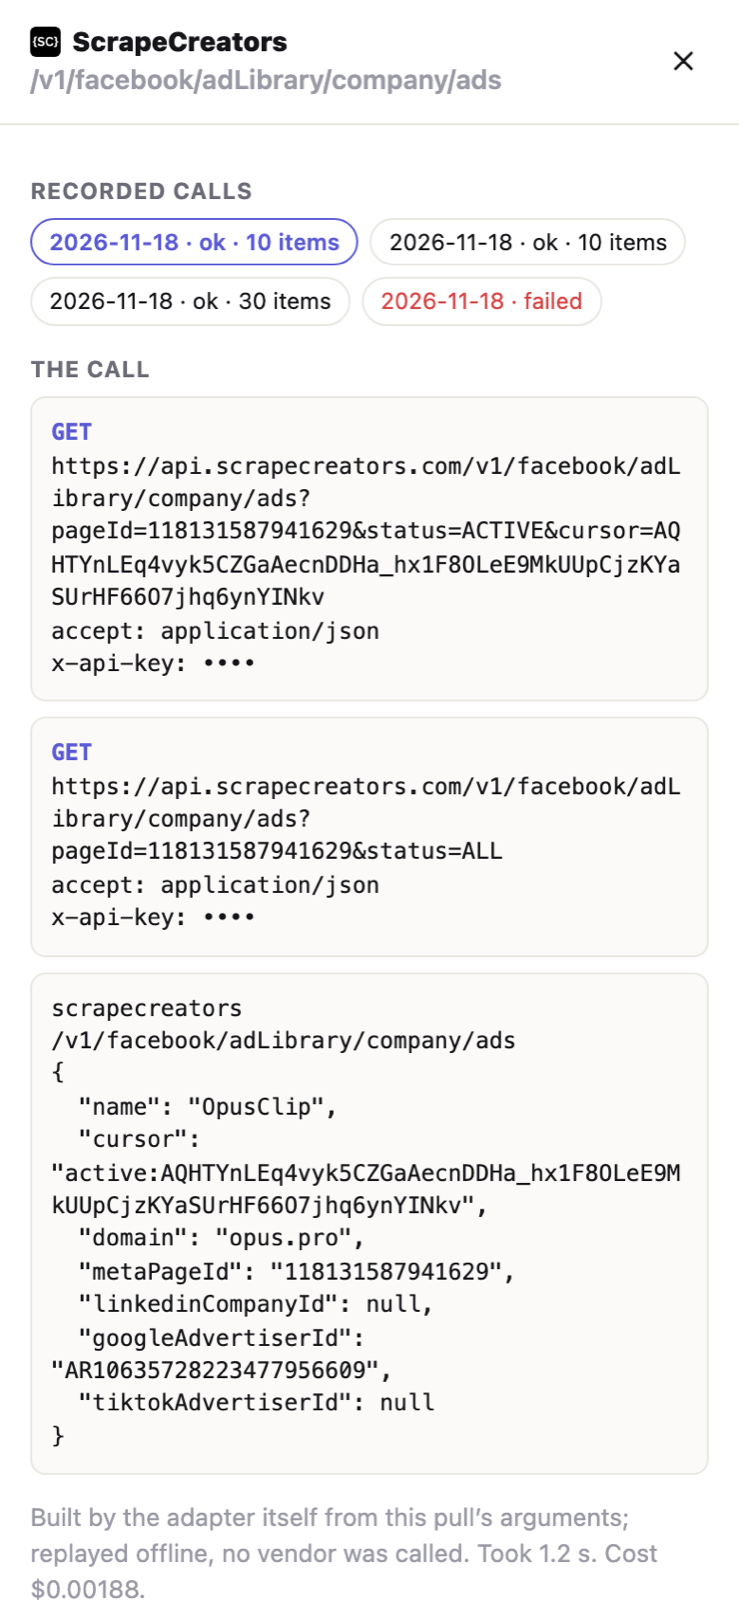 {SC} ScrapeCreators
/v1/facebook/adLibrary/company/ads
RECORDED CALLS
2026-11-18 · ok · 10 items
2026-11-18 · ok · 10 items
2026-11-18 · ok · 30 items
2026-11-18 · failed
THE CALL
GET
https://api.scrapecreators.com/v1/facebook/adL
ibrary/company/ads?
pageId=118131587941629&status=ACTIVE&cursor=AQ
HTYnLEq4vyk5CZGaAecnDDHa_hx1F8OLeE9MkUUpCjzKYa
SUrHF66O7jhq6ynYINkv
accept: application/json
x-api-key: ••••
GET
https://api.scrapecreators.com/v1/facebook/adL
ibrary/company/ads?
pageId=118131587941629&status=ALL
accept: application/json
x-api-key: ••••
scrapecreators
/v1/facebook/adLibrary/company/ads
{
  "name": "OpusClip",
  "cursor":
"active:AQHTYnLEq4vyk5CZGaAecnDDHa_hx1F8OLeE9M
kUUpCjzKYaSUrHF66O7jhq6ynYINkv",
  "domain": "opus.pro",
  "metaPageId": "118131587941629",
  "linkedinCompanyId": null,
  "googleAdvertiserId":
"AR10635728223477956609",
  "tiktokAdvertiserId": null
}
Built by the adapter itself from this pull’s arguments;
replayed offline, no vendor was called. Took 1.2 s. Cost
$0.00188.